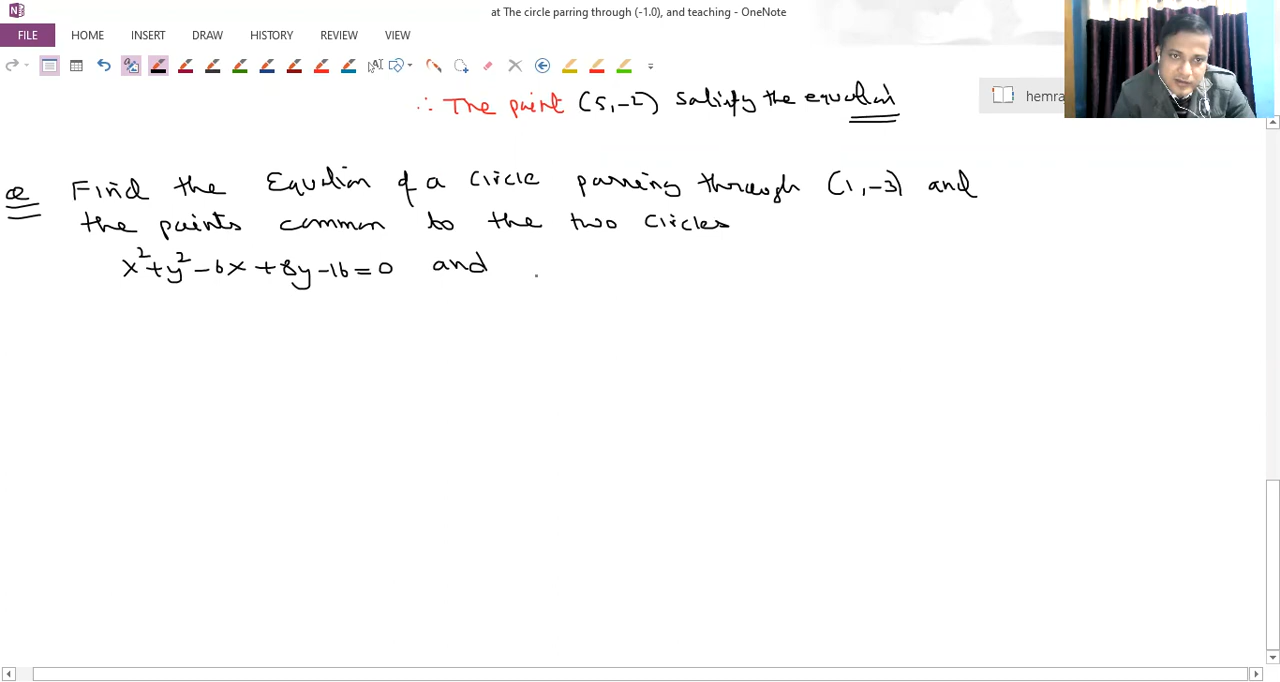 at The circle parring through (-1.0), and teaching - OneNote
FILE HOME INSERT DRAW HISTORY REVIEW VIEW
hemra
∴ The point (5,-2) satisfy the equation
Find the Equation of a circle passing through (1,-3) and
the points common to the two circles
x²+y²-6x+8y-16=0 and